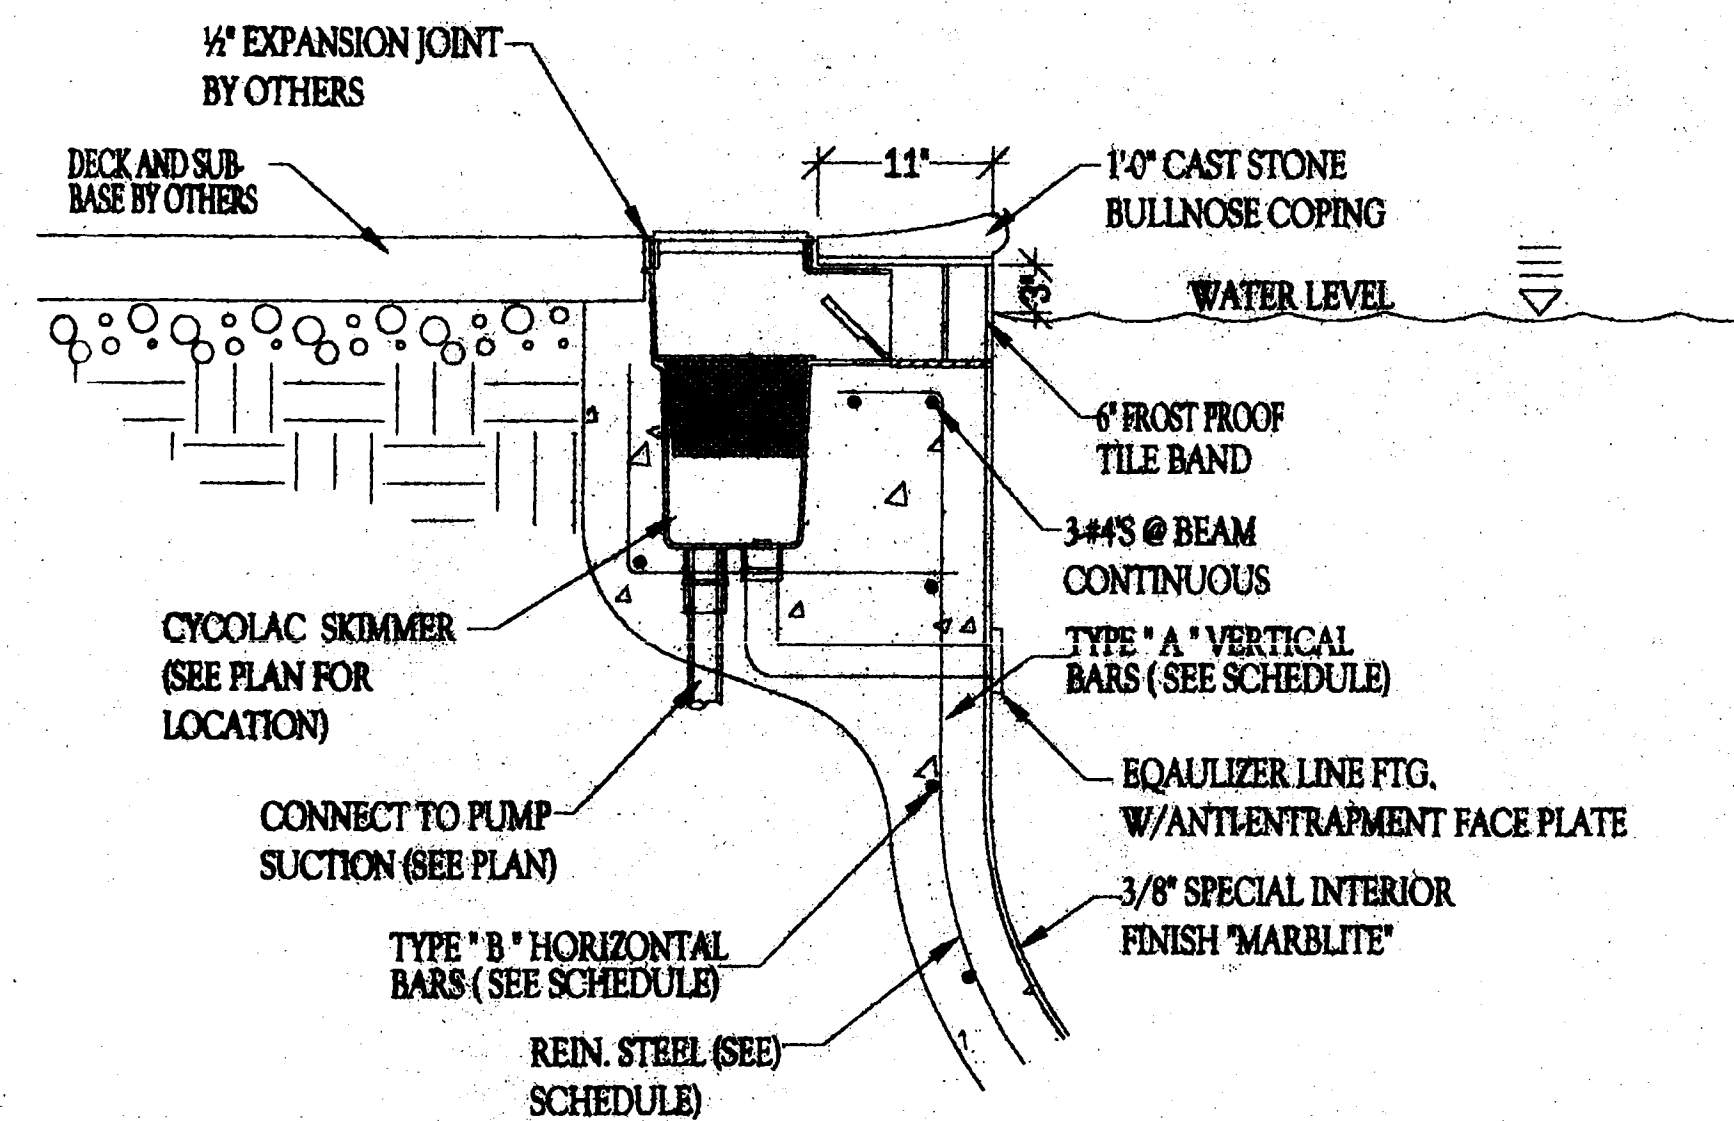 ½" EXPANSION JOINT
BY OTHERS
DECK AND SUB-
BASE BY OTHERS
11"
1'-0" CAST STONE
BULLNOSE COPING
3"
WATER LEVEL
6" FROST PROOF
TILE BAND
3-#4'S @ BEAM
CONTINUOUS
CYCOLAC SKIMMER
(SEE PLAN FOR
LOCATION)
TYPE " A " VERTICAL
BARS ( SEE SCHEDULE)
EQAULIZER LINE FTG.
W/ANTI-ENTRAPMENT FACE PLATE
CONNECT TO PUMP
SUCTION (SEE PLAN)
3/8" SPECIAL INTERIOR
FINISH "MARBLITE"
TYPE " B " HORIZONTAL
BARS ( SEE SCHEDULE)
REIN. STEEL (SEE)
SCHEDULE)